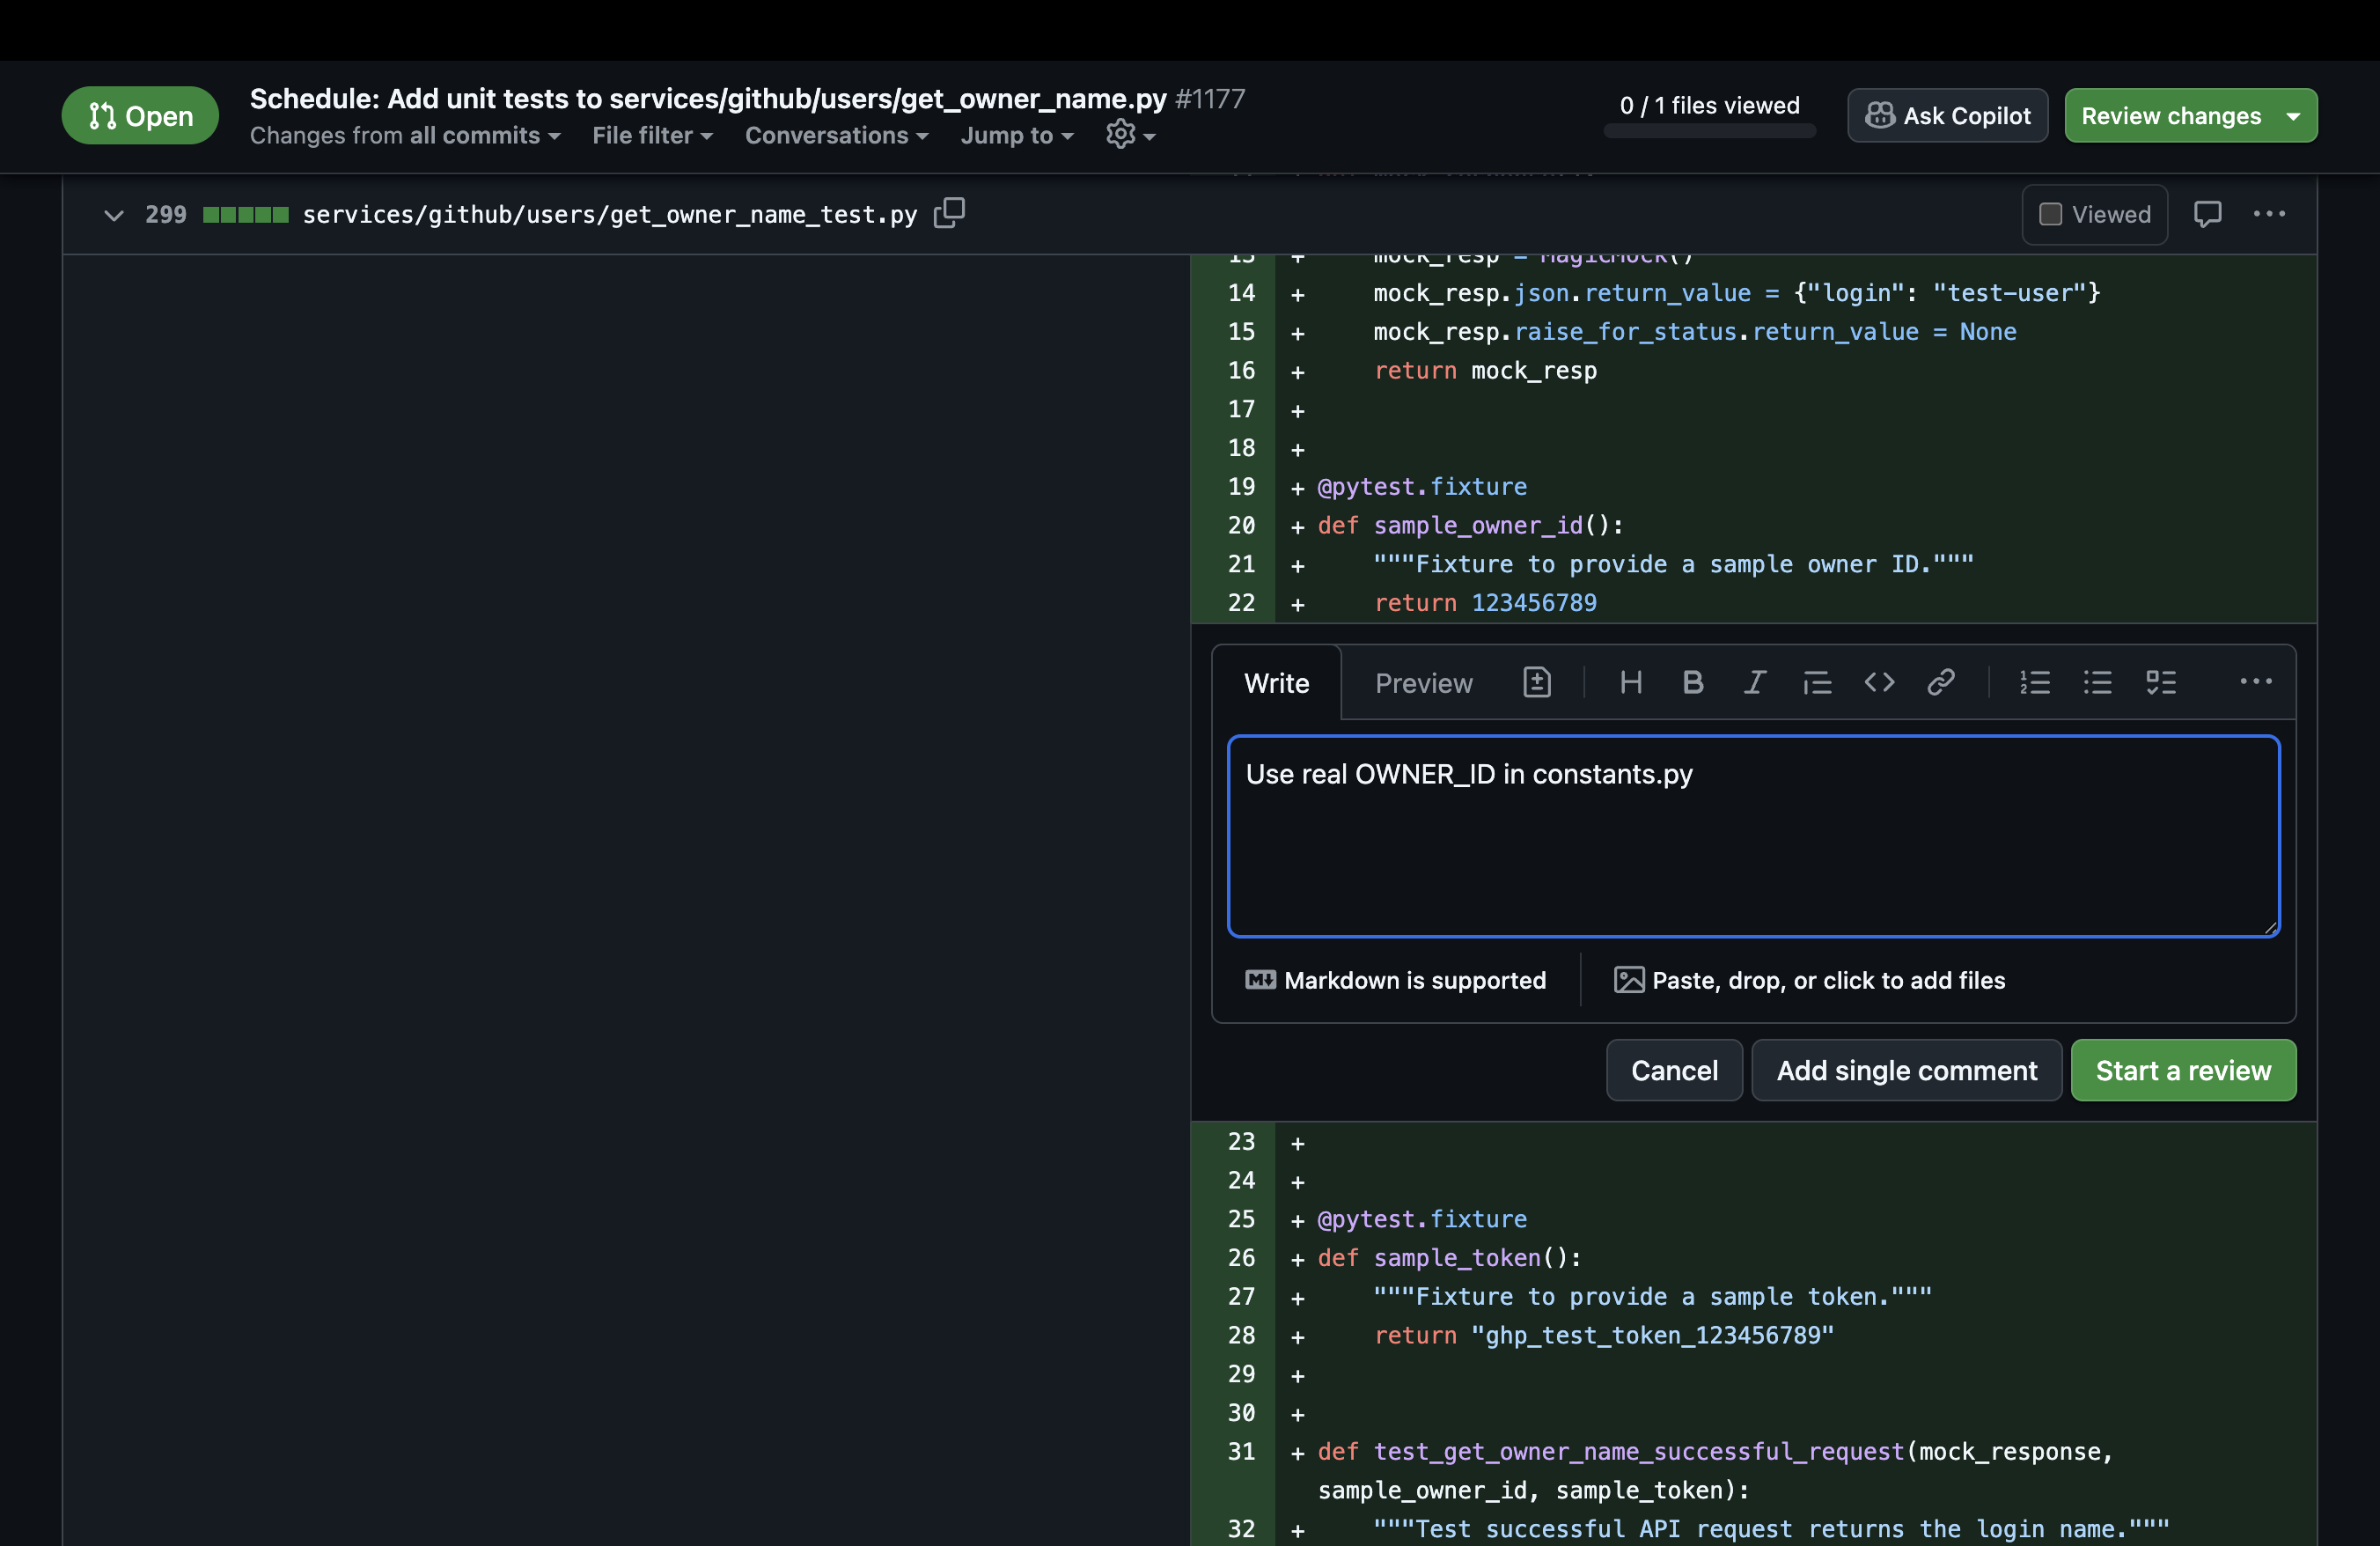 Open
Schedule: Add unit tests to services/github/users/get_owner_name.py #1177
Changes from all commits File filter Conversations Jump to
0 / 1 files viewed
Ask Copilot
Review changes
299 services/github/users/get_owner_name_test.py
Viewed
13 + mock_resp = MagicMock()
14 + mock_resp.json.return_value = {"login": "test-user"}
15 + mock_resp.raise_for_status.return_value = None
16 + return mock_resp
17 +
18 +
19 + @pytest.fixture
20 + def sample_owner_id():
21 + """Fixture to provide a sample owner ID."""
22 + return 123456789
Write Preview
Use real OWNER_ID in constants.py
Markdown is supported Paste, drop, or click to add files
Cancel Add single comment Start a review
23 +
24 +
25 + @pytest.fixture
26 + def sample_token():
27 + """Fixture to provide a sample token."""
28 + return "ghp_test_token_123456789"
29 +
30 +
31 + def test_get_owner_name_successful_request(mock_response,
sample_owner_id, sample_token):
32 + """Test successful API request returns the login name."""